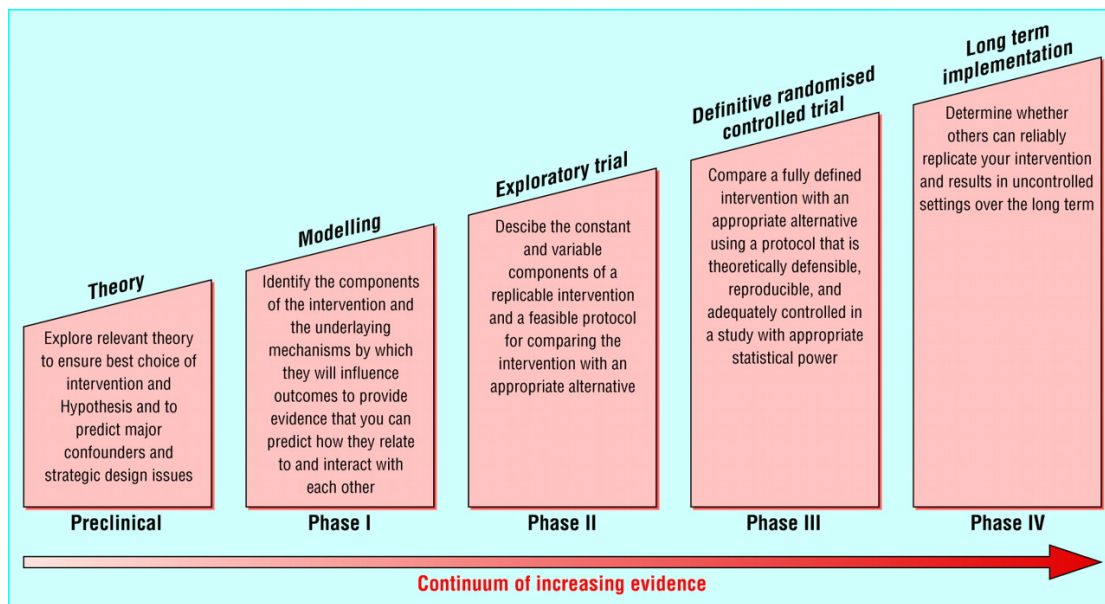 Theory
Explore relevant theory
to ensure best choice of
intervention and
Hypothesis and to
predict major
confounders and
strategic design issues
Preclinical
Modelling
Identify the components
of the intervention and
the underlaying
mechanisms by which
they will influence
outcomes to provide
evidence that you can
predict how they relate
to and interact with
each other
Phase I
Exploratory trial
Descibe the constant
and variable
components of a
replicable intervention
and a feasible protocol
for comparing the
intervention with an
appropriate alternative
Phase II
Definitive randomised
controlled trial
Compare a fully defined
intervention with an
appropriate alternative
using a protocol that is
theoretically defensible,
reproducible, and
adequately controlled in
a study with appropriate
statistical power
Phase III
Long term
implementation
Determine whether
others can reliably
replicate your intervention
and results in uncontrolled
settings over the long term
Phase IV
Continuum of increasing evidence